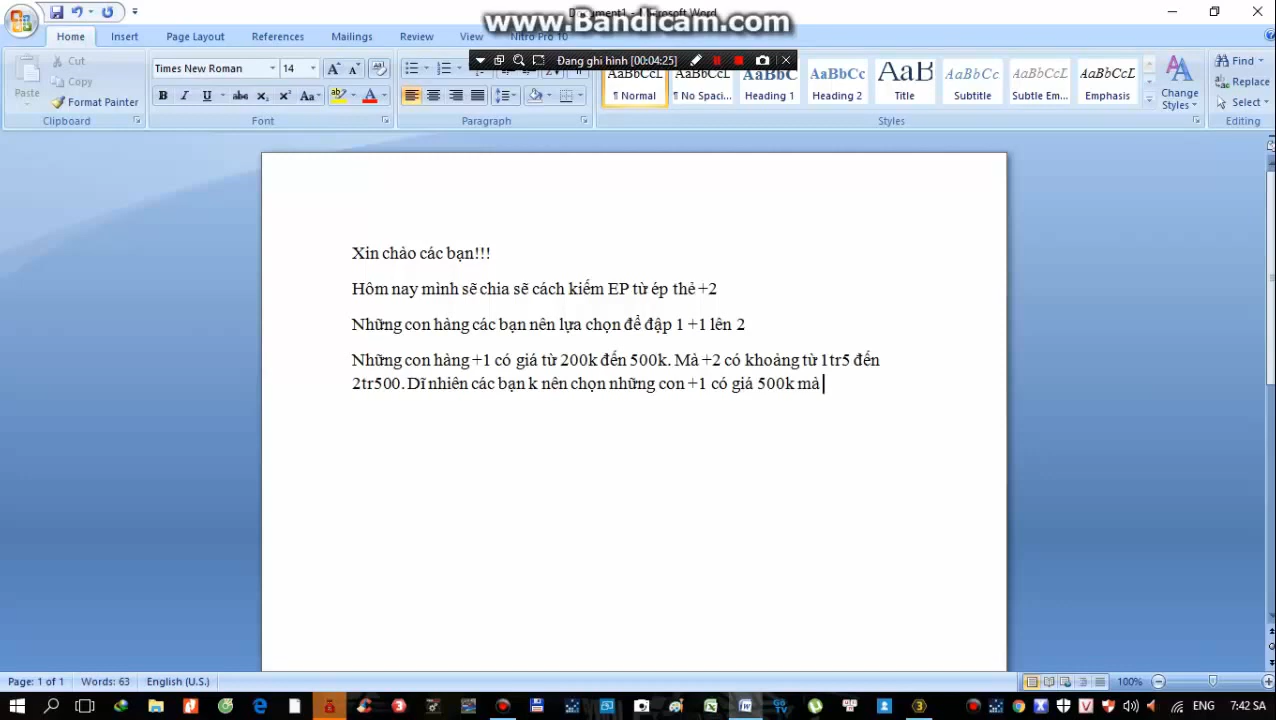 Document1 - Microsoft Word
www.Bandicam.com
Home Insert Page Layout References Mailings Review View Nitro Pro 10
Đang ghi hình [00:04:25]
Cut
Copy
Paste
Format Painter
Times New Roman 14
Find
Replace
Select
AaBbCcL AaBbCcL AaBbC AaBbCc AaB AaBbCc AaBbCcL AaBbCcL
¶ Normal ¶ No Spaci... Heading 1 Heading 2 Title Subtitle Subtle Em... Emphasis
Change
Styles
Clipboard Font Paragraph Styles Editing
Xin chào các bạn!!!
Hôm nay mình sẽ chia sẽ cách kiếm EP từ ép thẻ +2
Những con hàng các bạn nên lựa chọn để đập 1 +1 lên 2
Những con hàng +1 có giá từ 200k đến 500k. Mà +2 có khoảng từ 1tr5 đến
2tr500. Dĩ nhiên các bạn k nên chọn những con +1 có giá 500k mà
Page: 1 of 1 Words: 63 English (U.S.) 100%
ENG 7:42 SA